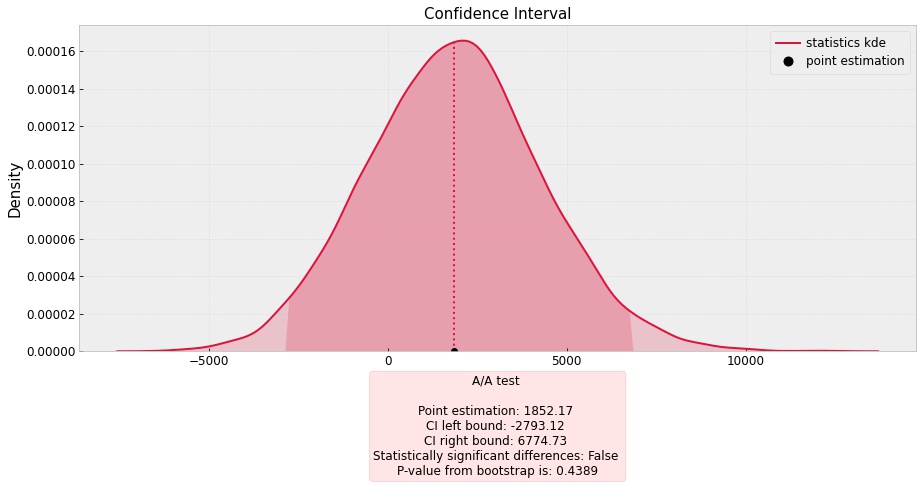 Confidence Interval
statistics kde
point estimation
Density
0.00016
0.00014
0.00012
0.00010
0.00008
0.00006
0.00004
0.00002
0.00000
−5000
0
5000
10000
A/A test
Point estimation: 1852.17
CI left bound: -2793.12
CI right bound: 6774.73
Statistically significant differences: False
P-value from bootstrap is: 0.4389